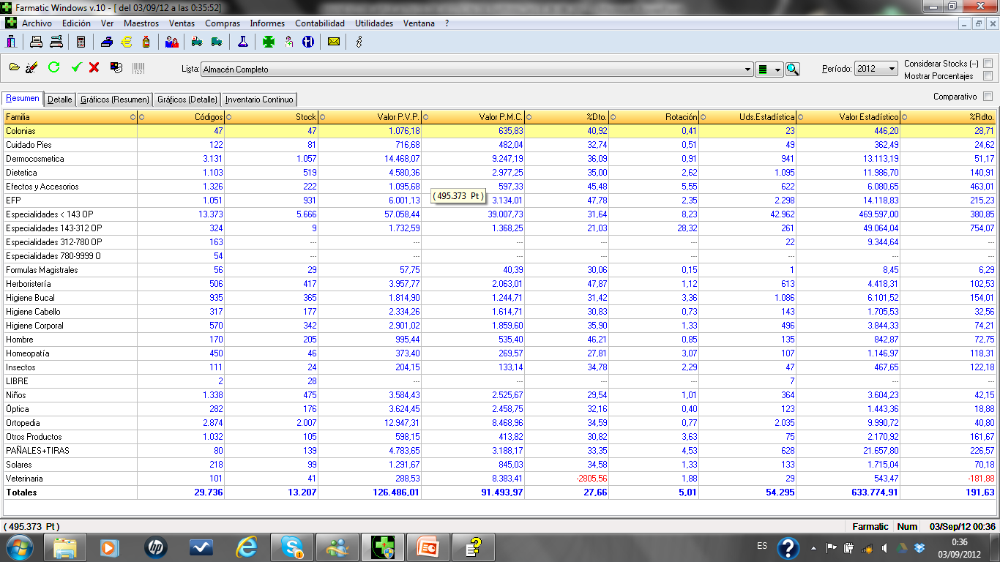 Farmatic Windows v.10 - [ del 03/09/12 a las 0:35:52]
Archivo Edición Ver Maestros Ventas Compras Informes Contabilidad Utilidades Ventana ?
Lista: Almacén Completo Período: 2012 Considerar Stocks (--)
Mostrar Porcentajes
Resumen Detalle Gráficos (Resumen) Gráficos (Detalle) Inventario Continuo Comparativo
Familia Códigos Stock Valor P.V.P. Valor P.M.C. %Dto. Rotación Uds.Estadística Valor Estadístico %Rdto.
Colonias 47 47 1.076,18 635,83 40,92 0,41 23 446,20 28,71
Cuidado Pies 122 81 716,68 482,04 32,74 0,51 49 362,49 24,62
Dermocosmetica 3.131 1.057 14.468,07 9.247,19 36,09 0,91 941 13.113,19 51,17
Dietetica 1.103 519 4.580,36 2.977,25 35,00 2,62 1.095 11.986,70 140,91
Efectos y Accesorios 1.326 222 1.095,68 597,33 45,48 5,55 622 6.080,65 463,01
(495.373 Pt)
EFP 1.051 931 6.001,13 3.134,01 47,78 2,35 2.298 14.118,83 215,23
Especialidades < 143 OP 13.373 5.666 57.058,44 39.007,73 31,64 8,23 42.962 469.597,00 380,85
Especialidades 143-312 OP 324 9 1.732,59 1.368,25 21,03 28,32 261 49.064,04 754,07
Especialidades 312-780 OP 163 --- --- --- --- --- 22 9.344,64 ---
Especialidades 780-9999 O 54 --- --- --- --- --- --- --- ---
Formulas Magistrales 56 29 57,75 40,39 30,06 0,15 1 8,45 6,29
Herboristería 506 417 3.957,77 2.063,01 47,87 1,12 613 4.418,31 102,53
Higiene Bucal 935 365 1.814,90 1.244,71 31,42 3,36 1.086 6.101,52 154,01
Higiene Cabello 317 177 2.334,26 1.614,71 30,83 0,73 143 1.705,53 32,56
Higiene Corporal 570 342 2.901,02 1.859,60 35,90 1,33 496 3.844,33 74,21
Hombre 170 205 995,44 535,40 46,21 0,85 135 842,87 72,75
Homeopatía 450 46 373,40 269,57 27,81 3,07 107 1.146,97 118,31
Insectos 111 24 204,15 133,14 34,78 2,29 47 467,65 122,18
LIBRE 2 28 --- --- --- --- 7 --- ---
Niños 1.338 475 3.584,43 2.525,67 29,54 1,01 364 3.604,23 42,15
Óptica 282 176 3.624,45 2.458,75 32,16 0,40 123 1.443,36 18,88
Ortopedia 2.874 2.007 12.947,31 8.468,96 34,59 0,77 2.035 9.990,72 40,80
Otros Productos 1.032 105 598,15 413,82 30,82 3,63 75 2.170,92 161,67
PAÑALES+TIRAS 80 139 4.783,65 3.188,17 33,35 4,53 628 21.657,80 226,57
Solares 218 99 1.291,67 845,03 34,58 1,33 133 1.715,04 70,18
Veterinaria 101 41 288,53 8.383,41 -2805,56 1,88 29 543,47 -181,88
Totales 29.736 13.207 126.486,01 91.493,97 27,66 5,01 54.295 633.774,91 191,63
( 495.373 Pt ) Farmatic Num 03/Sep/12 00:36
ES 0:36
03/09/2012